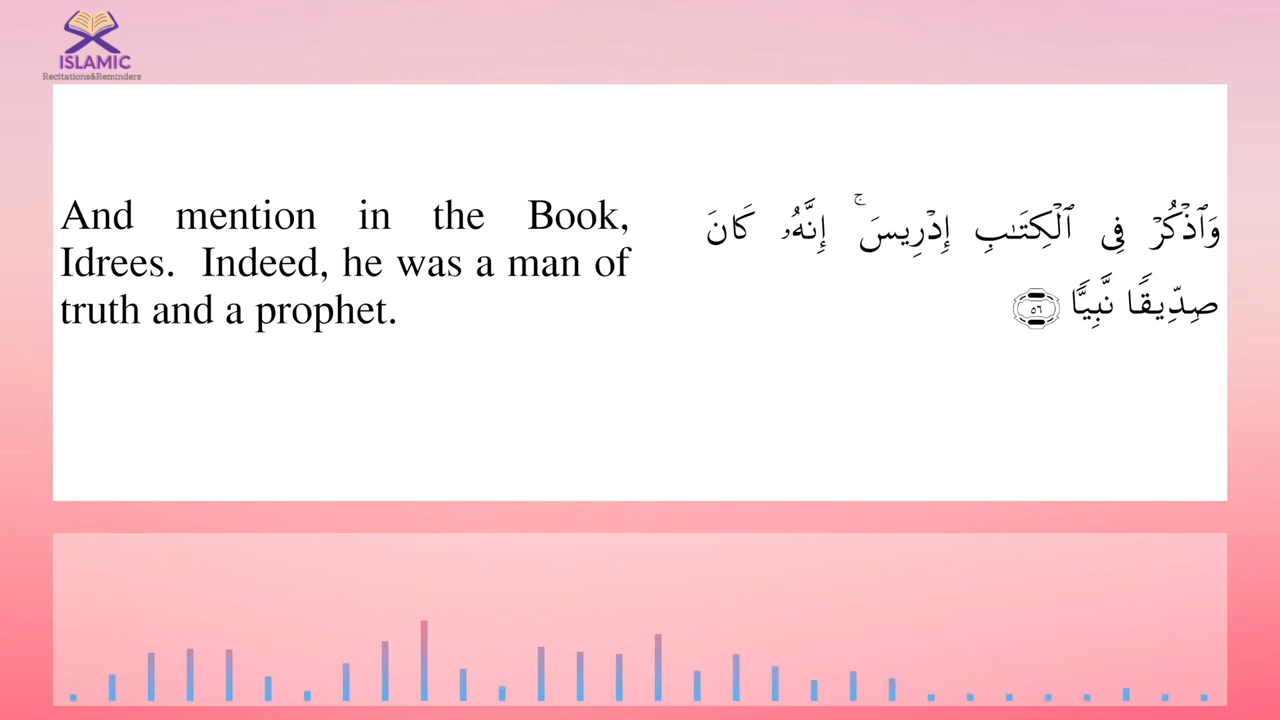 ISLAMIC
Recitations&Reminders
And mention in the Book,
Idrees. Indeed, he was a man of
truth and a prophet.
وَٱذۡكُرۡ فِى ٱلۡكِتَـٰبِ إِدۡرِيسَ‌ۚ إِنَّهُۥ كَانَ
صِدِّيقًۭا نَّبِيًّۭا ٥٦